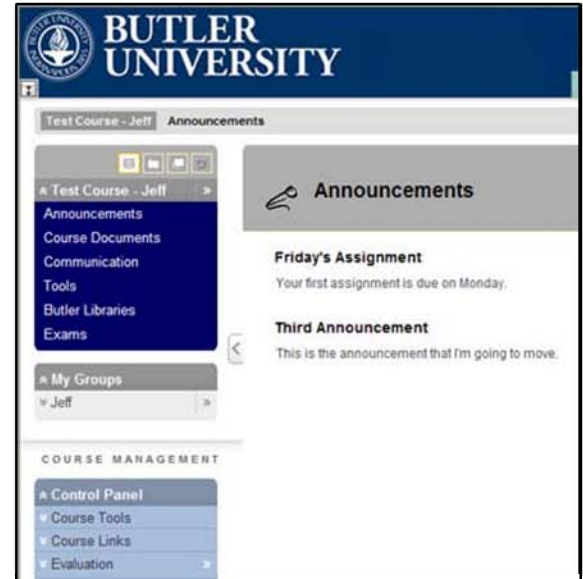 BUTLER
UNIVERSITY
Test Course - Jeff Announcements
Test Course - Jeff
Announcements
Course Documents
Communication
Tools
Butler Libraries
Exams
My Groups
Jeff
COURSE MANAGEMENT
Control Panel
Course Tools
Course Links
Evaluation
Announcements
Friday's Assignment
Your first assignment is due on Monday.
Third Announcement
This is the announcement that I'm going to move.